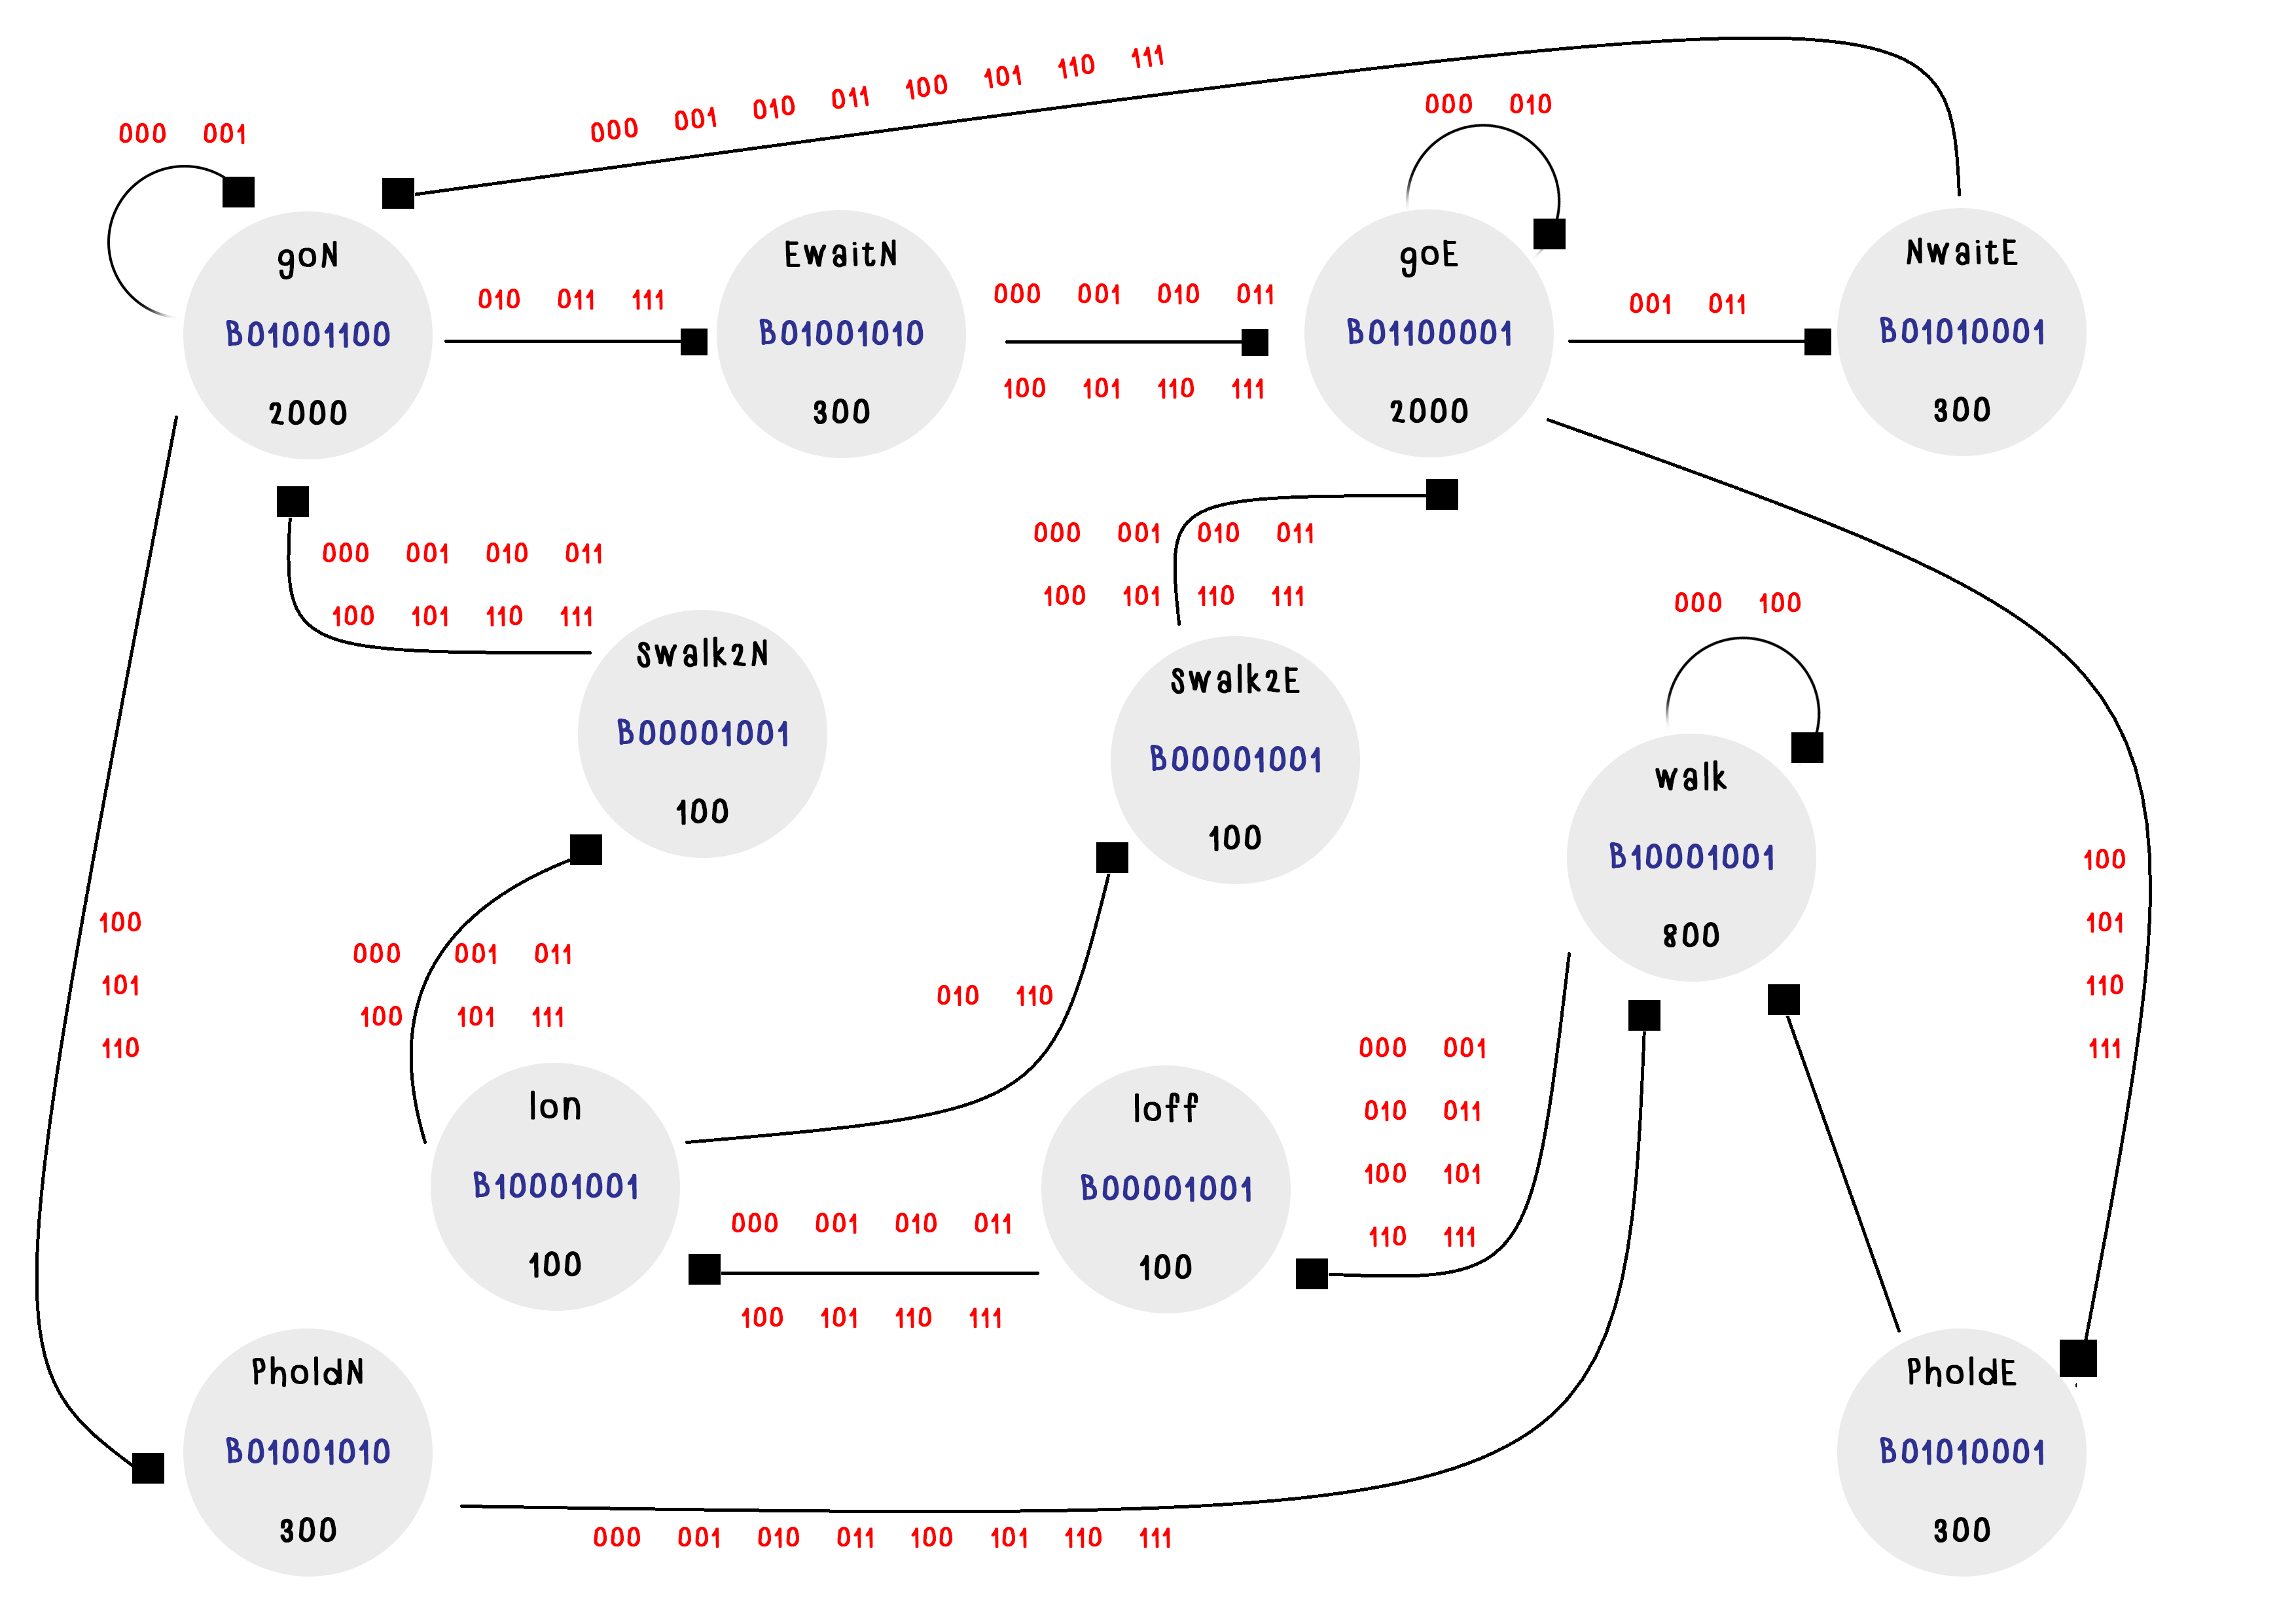 000 001 010 011 100 101 110 111
000 001
000 010
goN
B01001100
2000
010 011 111
EwaitN
B01001010
300
000 001 010 011
100 101 110 111
goE
B01100001
2000
001 011
NwaitE
B01010001
300
000 001 010 011
100 101 110 111
Swalk2N
B00001001
100
000 001 010 011
100 101 110 111
Swalk2E
B00001001
100
000 100
walk
B10001001
800
100
101
110
111
100
101
110
000 001 011
100 101 111
010 110
lon
B10001001
100
000 001 010 011
100 101 110 111
loff
B00001001
100
000 001
010 011
100 101
110 111
PholdN
B01001010
300
000 001 010 011 100 101 110 111
PholdE
B01010001
300